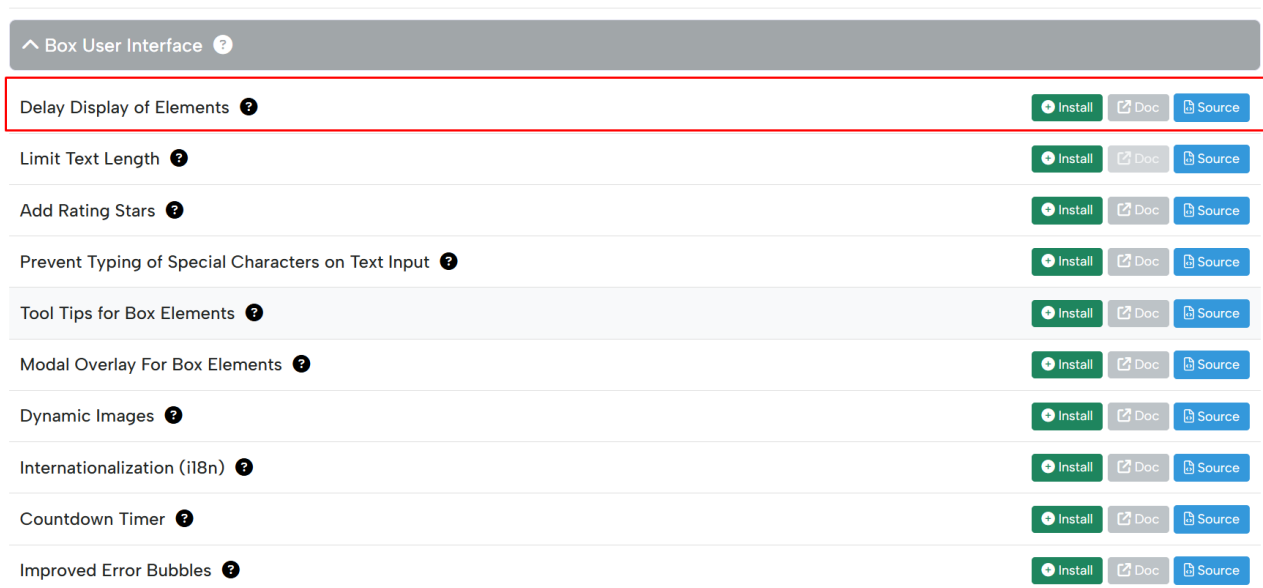 Box User Interface ?
Delay Display of Elements ? Install Doc Source
Limit Text Length ? Install Doc Source
Add Rating Stars ? Install Doc Source
Prevent Typing of Special Characters on Text Input ? Install Doc Source
Tool Tips for Box Elements ? Install Doc Source
Modal Overlay For Box Elements ? Install Doc Source
Dynamic Images ? Install Doc Source
Internationalization (i18n) ? Install Doc Source
Countdown Timer ? Install Doc Source
Improved Error Bubbles ? Install Doc Source